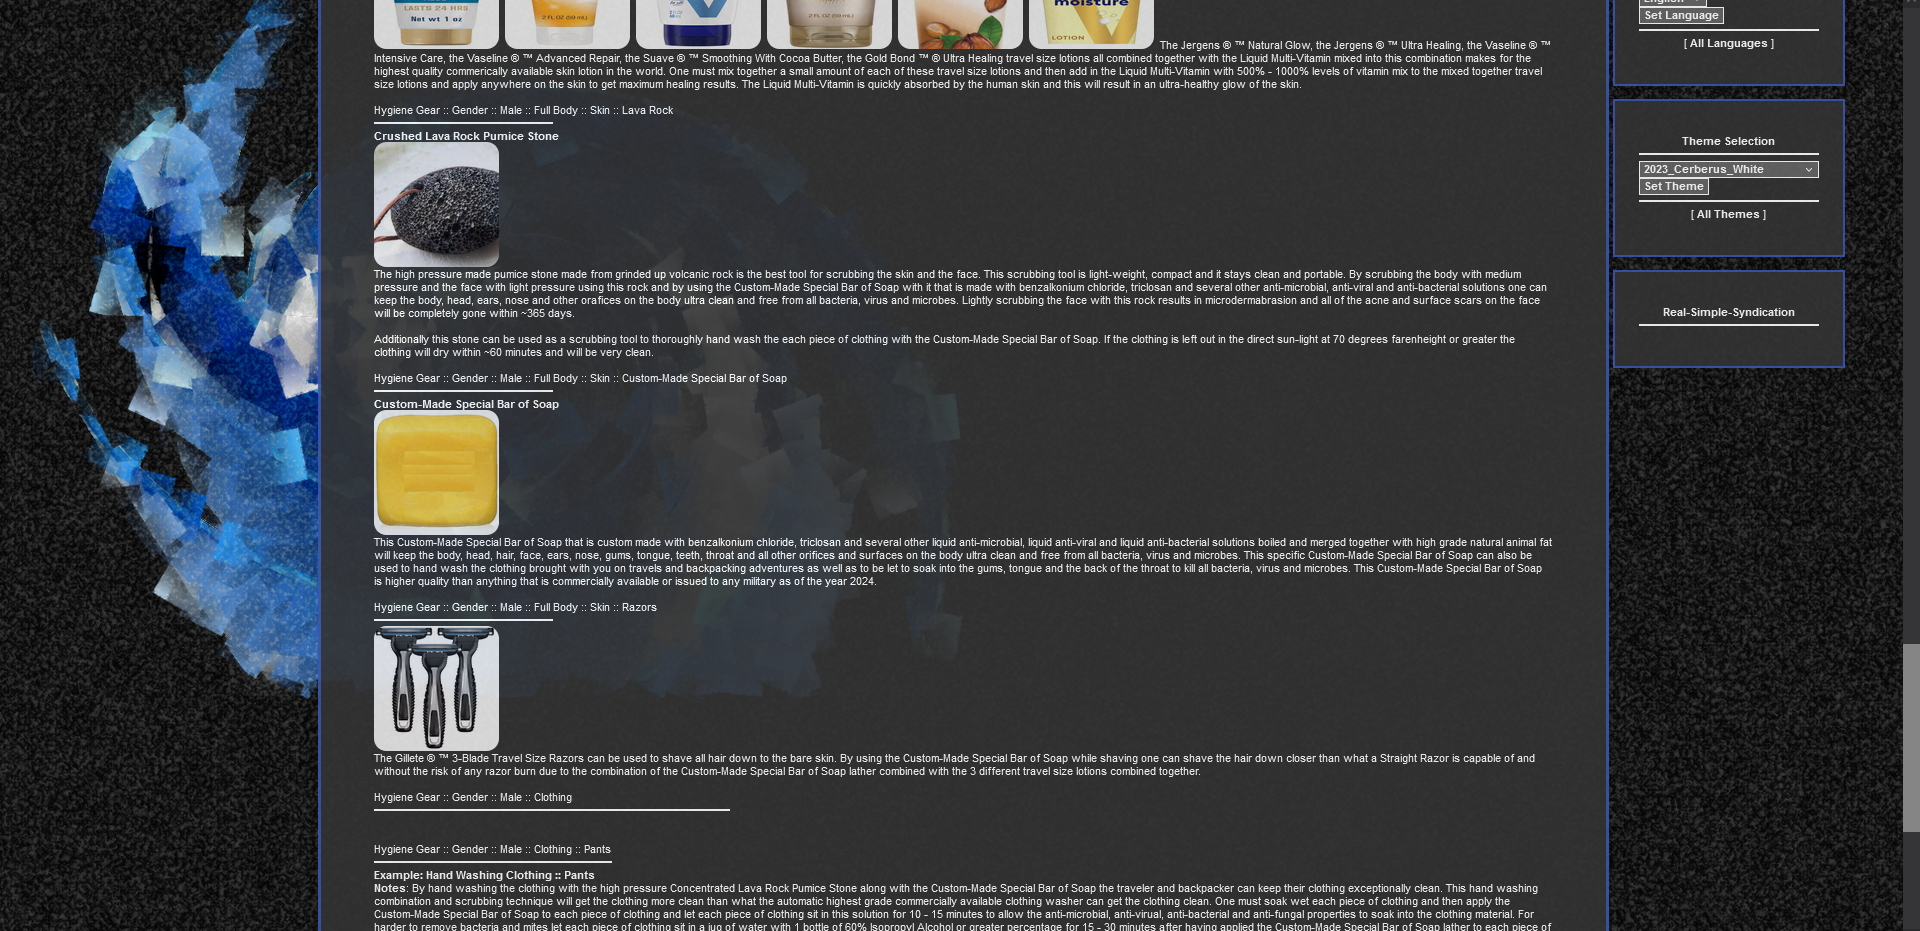 LASTS 24 HRS
Net wt 1 oz
2 FL OZ (59 mL)
2 FL OZ (59 mL)
moisture
LOTION
The Jergens ® ™ Natural Glow, the Jergens ® ™ Ultra Healing, the Vaseline ® ™
Intensive Care, the Vaseline ® ™ Advanced Repair, the Suave ® ™ Smoothing With Cocoa Butter, the Gold Bond ™ ® Ultra Healing travel size lotions all combined together with the Liquid Multi-Vitamin mixed into this combination makes for the
highest quality commerically available skin lotion in the world. One must mix together a small amount of each of these travel size lotions and then add in the Liquid Multi-Vitamin with 500% - 1000% levels of vitamin mix to the mixed together travel
size lotions and apply anywhere on the skin to get maximum healing results. The Liquid Multi-Vitamin is quickly absorbed by the human skin and this will result in an ultra-healthy glow of the skin.
Hygiene Gear :: Gender :: Male :: Full Body :: Skin :: Lava Rock
Crushed Lava Rock Pumice Stone
The high pressure made pumice stone made from grinded up volcanic rock is the best tool for scrubbing the skin and the face. This scrubbing tool is light-weight, compact and it stays clean and portable. By scrubbing the body with medium
pressure and the face with light pressure using this rock and by using the Custom-Made Special Bar of Soap with it that is made with benzalkonium chloride, triclosan and several other anti-microbial, anti-viral and anti-bacterial solutions one can
keep the body, head, ears, nose and other orafices on the body ultra clean and free from all bacteria, virus and microbes. Lightly scrubbing the face with this rock results in microdermabrasion and all of the acne and surface scars on the face
will be completely gone within ~365 days.
Additionally this stone can be used as a scrubbing tool to thoroughly hand wash the each piece of clothing with the Custom-Made Special Bar of Soap. If the clothing is left out in the direct sun-light at 70 degrees farenheight or greater the
clothing will dry within ~60 minutes and will be very clean.
Hygiene Gear :: Gender :: Male :: Full Body :: Skin :: Custom-Made Special Bar of Soap
Custom-Made Special Bar of Soap
This Custom-Made Special Bar of Soap that is custom made with benzalkonium chloride, triclosan and several other liquid anti-microbial, liquid anti-viral and liquid anti-bacterial solutions boiled and merged together with high grade natural animal fat
will keep the body, head, hair, face, ears, nose, gums, tongue, teeth, throat and all other orifices and surfaces on the body ultra clean and free from all bacteria, virus and microbes. This specific Custom-Made Special Bar of Soap can also be
used to hand wash the clothing brought with you on travels and backpacking adventures as well as to be let to soak into the gums, tongue and the back of the throat to kill all bacteria, virus and microbes. This Custom-Made Special Bar of Soap
is higher quality than anything that is commercially available or issued to any military as of the year 2024.
Hygiene Gear :: Gender :: Male :: Full Body :: Skin :: Razors
The Gillete ® ™ 3-Blade Travel Size Razors can be used to shave all hair down to the bare skin. By using the Custom-Made Special Bar of Soap while shaving one can shave the hair down closer than what a Straight Razor is capable of and
without the risk of any razor burn due to the combination of the Custom-Made Special Bar of Soap lather combined with the 3 different travel size lotions combined together.
Hygiene Gear :: Gender :: Male :: Clothing
Hygiene Gear :: Gender :: Male :: Clothing :: Pants
Example: Hand Washing Clothing :: Pants
Notes: By hand washing the clothing with the high pressure Concentrated Lava Rock Pumice Stone along with the Custom-Made Special Bar of Soap the traveler and backpacker can keep their clothing exceptionally clean. This hand washing
combination and scrubbing technique will get the clothing more clean than what the automatic highest grade commercially available clothing washer can get the clothing clean. One must soak wet each piece of clothing and then apply the
Custom-Made Special Bar of Soap to each piece of clothing and let each piece of clothing sit in this solution for 10 - 15 minutes to allow the anti-microbial, anti-virual, anti-bacterial and anti-fungal properties to soak into the clothing material. For
harder to remove bacteria and mites let each piece of clothing sit in a jug of water with 1 bottle of 60% Isopropyl Alcohol or greater percentage for 15 - 30 minutes after having applied the Custom-Made Special Bar of Soap lather to each piece of
English
Set Language
[ All Languages ]
Theme Selection
2023_Cerberus_White
Set Theme
[ All Themes ]
Real-Simple-Syndication